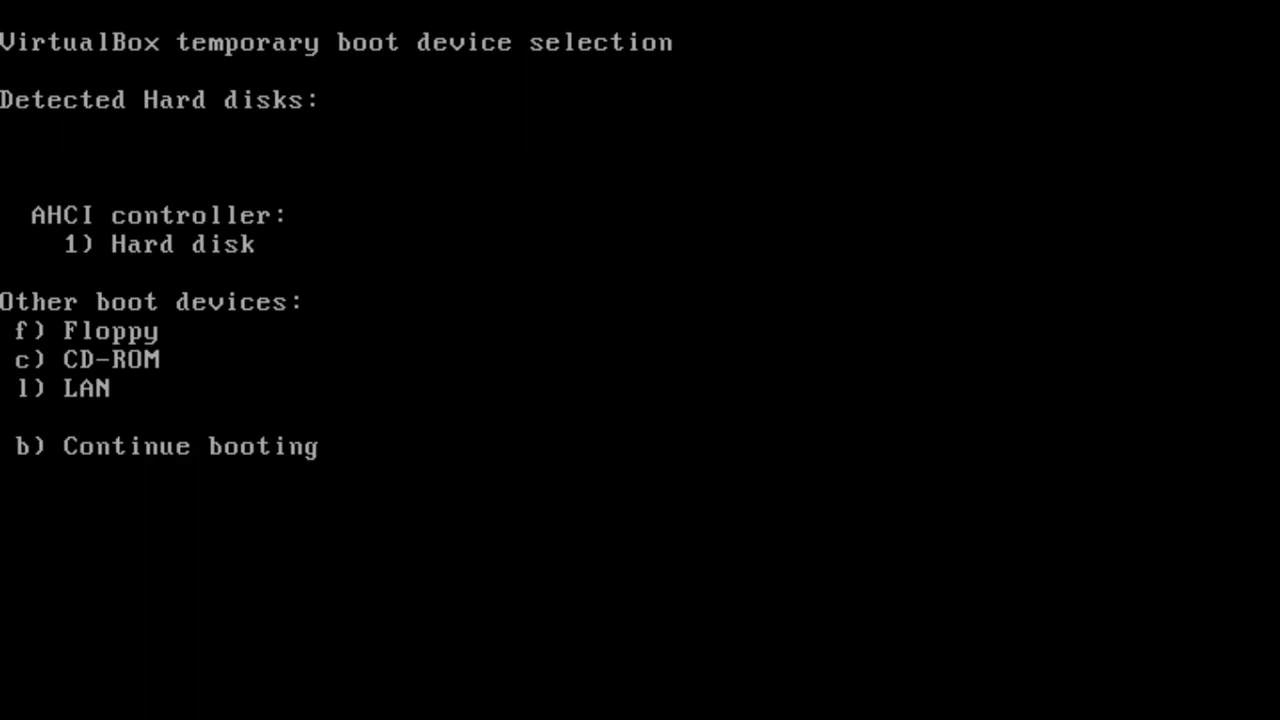 VirtualBox temporary boot device selection
Detected Hard disks:
AHCI controller:
1) Hard disk
Other boot devices:
f) Floppy
c) CD-ROM
l) LAN
b) Continue booting